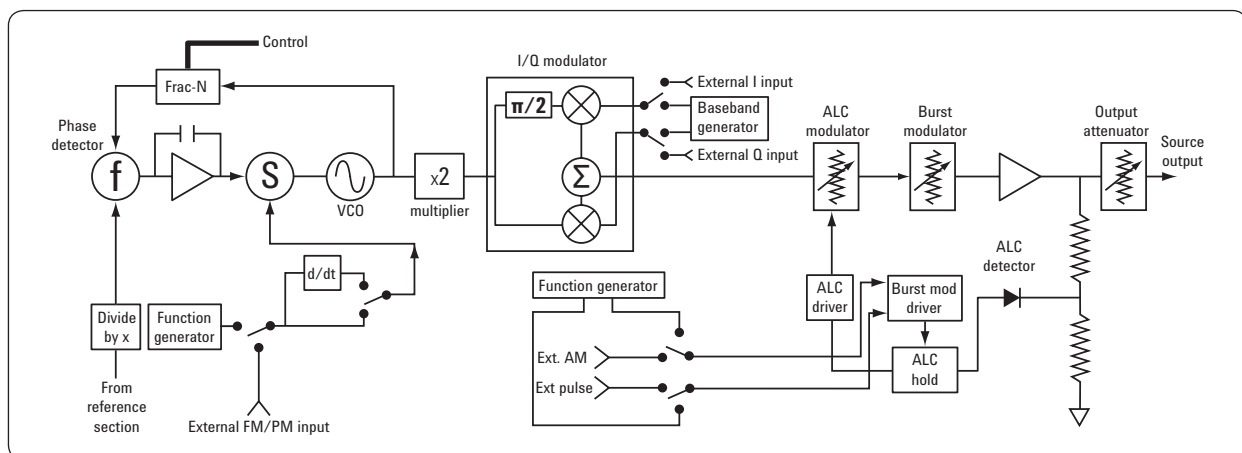 Control
Frac-N
Phase
detector
f
S
VCO
x2
multiplier
I/Q modulator
π/2
Σ
External I input
Baseband
generator
External Q input
ALC
modulator
Burst
modulator
Output
attenuator
Source
output
d/dt
Divide
by x
Function
generator
From
reference
section
External FM/PM input
Function generator
Ext. AM
Ext pulse
ALC
driver
Burst mod
driver
ALC
hold
ALC
detector